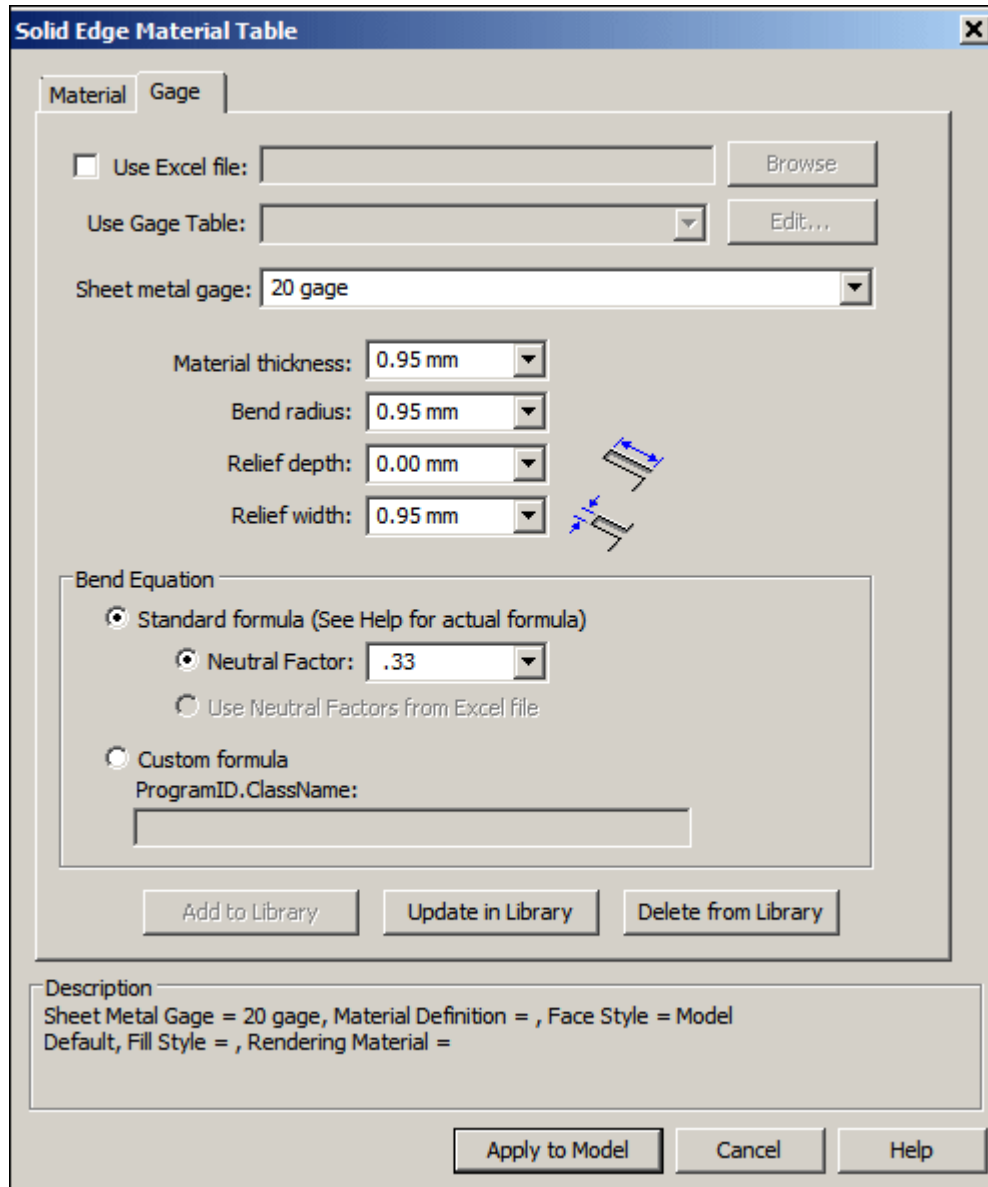 Solid Edge Material Table
Material Gage
Use Excel file: Browse
Use Gage Table: Edit...
Sheet metal gage: 20 gage
Material thickness: 0.95 mm
Bend radius: 0.95 mm
Relief depth: 0.00 mm
Relief width: 0.95 mm
Bend Equation
Standard formula (See Help for actual formula)
Neutral Factor: .33
Use Neutral Factors from Excel file
Custom formula
ProgramID.ClassName:
Add to Library Update in Library Delete from Library
Description
Sheet Metal Gage = 20 gage, Material Definition = , Face Style = Model
Default, Fill Style = , Rendering Material =
Apply to Model Cancel Help